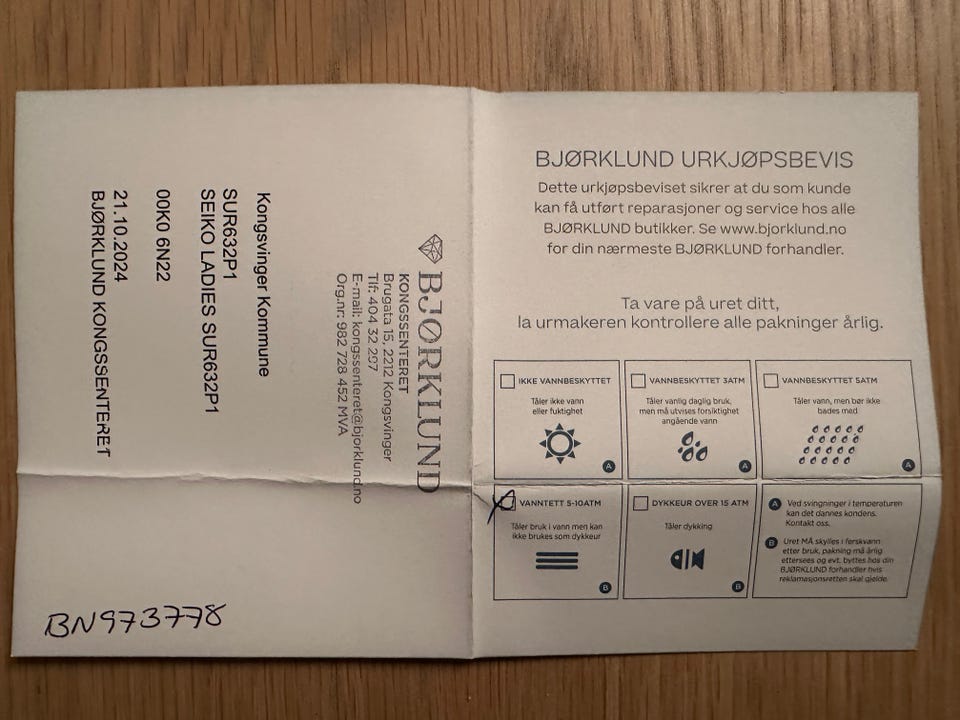 BJØRKLUND
KONGSSENTERET
Brugata 15, 2212 Kongsvinger
Tlf: 404 32 297
E-mail: kongssenteret@bjorklund.no
Org.nr: 982 728 452 MVA
Kongsvinger Kommune
SUR632P1
SEIKO LADIES SUR632P1
00K0 6N22
21.10.2024
BJØRKLUND KONGSSENTERET
BN973778
BJØRKLUND URKJØPSBEVIS
Dette urkjøpsbeviset sikrer at du som kunde
kan få utført reparasjoner og service hos alle
BJØRKLUND butikker. Se www.bjorklund.no
for din nærmeste BJØRKLUND forhandler.
Ta vare på uret ditt,
la urmakeren kontrollere alle pakninger årlig.
IKKE VANNBESKYTTET
Tåler ikke vann
eller fuktighet
A
VANNBESKYTTET 3ATM
Tåler vanlig daglig bruk,
men må utvises forsiktighet
angående vann
A
VANNBESKYTTET 5ATM
Tåler vann, men bør ikke
bades med
A
X
VANNTETT 5-10ATM
Tåler bruk i vann men kan
ikke brukes som dykkeur
B
DYKKEUR OVER 15 ATM
Tåler dykking
B
A Ved svingninger i temperaturen
kan det dannes kondens.
Kontakt oss.
B Uret MÅ skylles i ferskvann
etter bruk, pakning må årlig
ettersees og evt. byttes hos din
BJØRKLUND forhandler hvis
reklamasjonsretten skal gjelde.